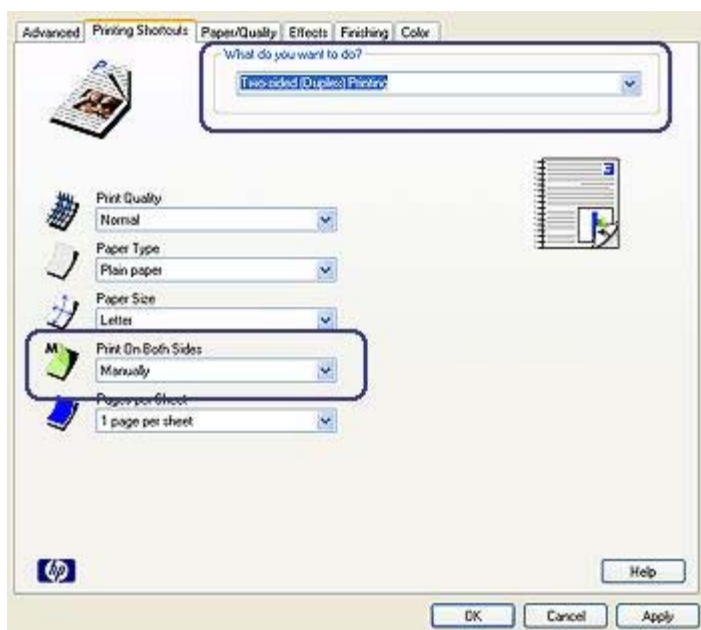 Advanced Printing Shortcuts Paper/Quality Effects Finishing Color
What do you want to do?
Two-sided (Duplex) Printing
3
Print Quality
Normal
Paper Type
Plain paper
Paper Size
Letter
M
Print On Both Sides
Manually
Pages per Sheet
1 page per sheet
hp
Help
OK Cancel Apply